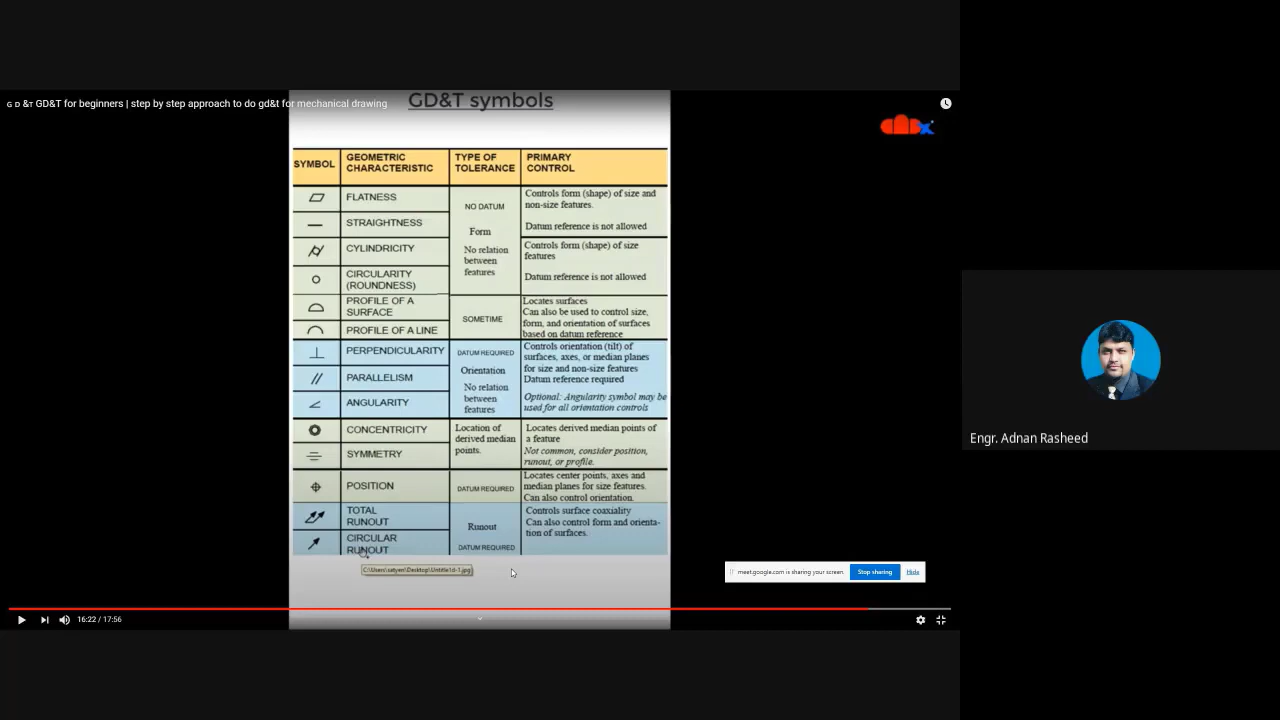 G D &T GD&T for beginners | step by step approach to do gd&t for mechanical drawing
GD&T symbols
SYMBOL
GEOMETRIC
CHARACTERISTIC
TYPE OF
TOLERANCE
PRIMARY
CONTROL
FLATNESS
STRAIGHTNESS
CYLINDRICITY
CIRCULARITY
(ROUNDNESS)
NO DATUM
Form
No relation
between
features
Controls form (shape) of size and
non-size features.
Datum reference is not allowed
Controls form (shape) of size
features
Datum reference is not allowed
PROFILE OF A
SURFACE
PROFILE OF A LINE
SOMETIME
Locates surfaces
Can also be used to control size,
form, and orientation of surfaces
based on datum reference
PERPENDICULARITY
PARALLELISM
ANGULARITY
DATUM REQUIRED
Orientation
No relation
between
features
Controls orientation (tilt) of
surfaces, axes, or median planes
for size and non-size features
Datum reference required
Optional: Angularity symbol may be
used for all orientation controls
CONCENTRICITY
SYMMETRY
Location of
derived median
points.
Locates derived median points of
a feature
Not common, consider position,
runout, or profile.
POSITION
DATUM REQUIRED
Locates center points, axes and
median planes for size features.
Can also control orientation.
TOTAL
RUNOUT
CIRCULAR
RUNOUT
Runout
DATUM REQUIRED
Controls surface coaxiality
Can also control form and orienta-
tion of surfaces.
C:\Users\satyen\Desktop\Untitle1d-1.jpg
meet.google.com is sharing your screen.
Stop sharing
Hide
16:22 / 17:56
Engr. Adnan Rasheed